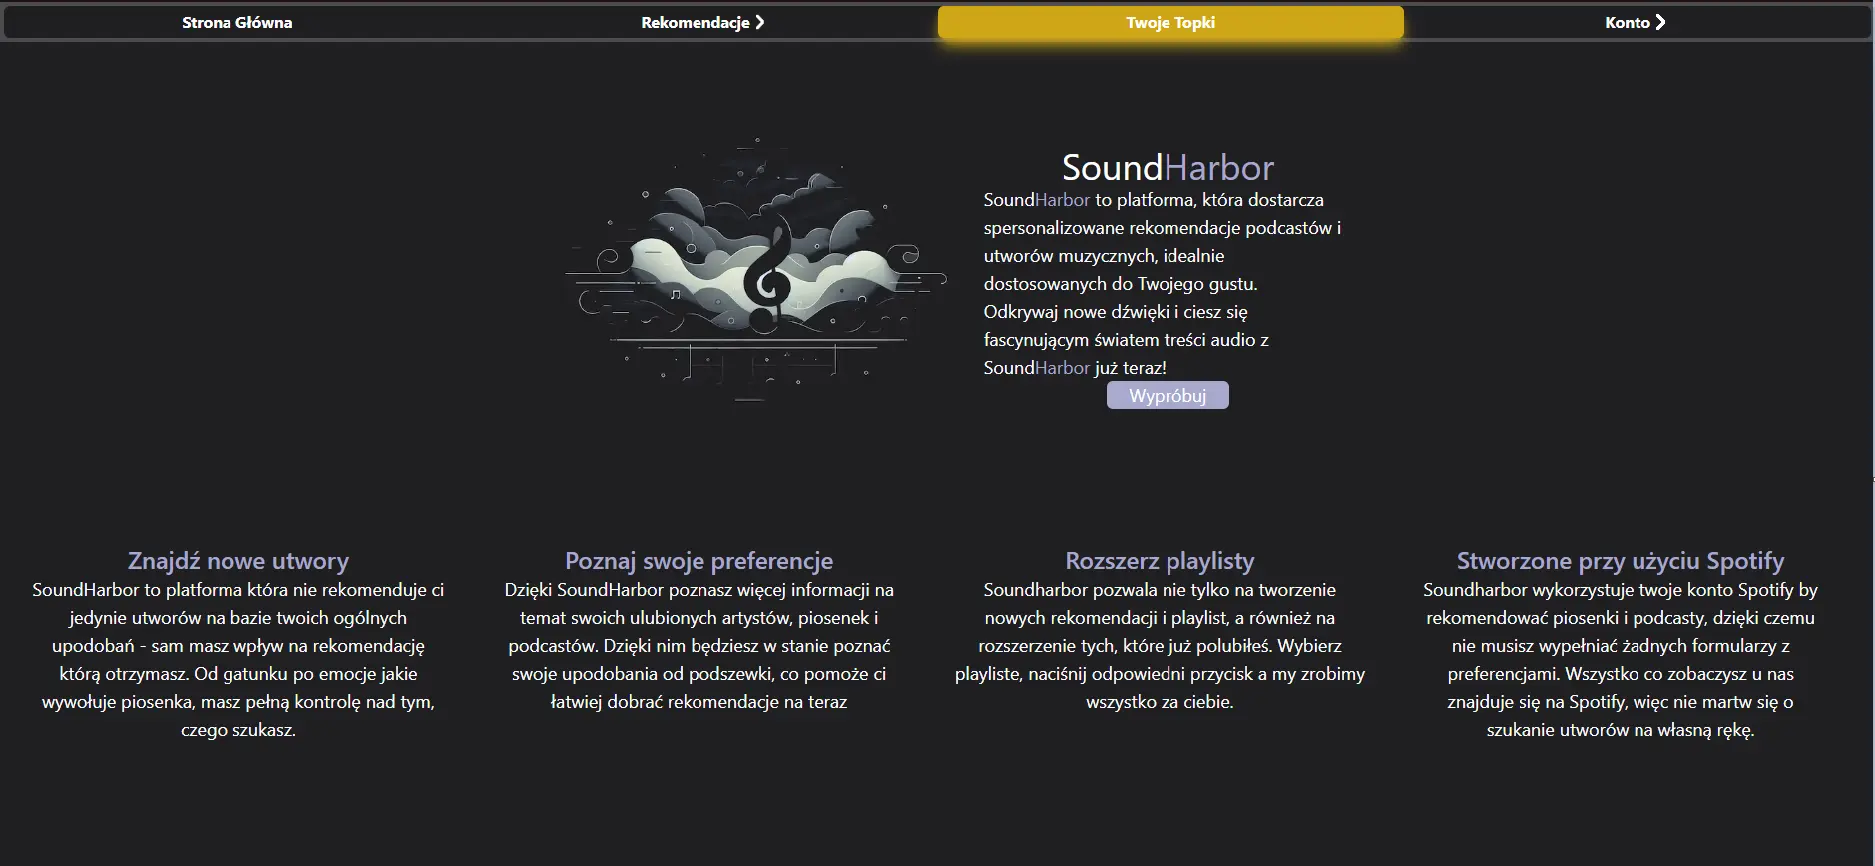 Strona Główna
Rekomendacje
Twoje Topki
Konto
SoundHarbor
SoundHarbor to platforma, która dostarcza
spersonalizowane rekomendacje podcastów i
utworów muzycznych, idealnie
dostosowanych do Twojego gustu.
Odkrywaj nowe dźwięki i ciesz się
fascynującym światem treści audio z
SoundHarbor już teraz!
Wypróbuj
Znajdź nowe utwory
SoundHarbor to platforma która nie rekomenduje ci
jedynie utworów na bazie twoich ogólnych
upodobań - sam masz wpływ na rekomendację
którą otrzymasz. Od gatunku po emocje jakie
wywołuje piosenka, masz pełną kontrolę nad tym,
czego szukasz.
Poznaj swoje preferencje
Dzięki SoundHarbor poznasz więcej informacji na
temat swoich ulubionych artystów, piosenek i
podcastów. Dzięki nim będziesz w stanie poznać
swoje upodobania od podszewki, co pomoże ci
łatwiej dobrać rekomendacje na teraz
Rozszerz playlisty
Soundharbor pozwala nie tylko na tworzenie
nowych rekomendacji i playlist, a również na
rozszerzenie tych, które już polubiłeś. Wybierz
playliste, naciśnij odpowiedni przycisk a my zrobimy
wszystko za ciebie.
Stworzone przy użyciu Spotify
Soundharbor wykorzystuje twoje konto Spotify by
rekomendować piosenki i podcasty, dzięki czemu
nie musisz wypełniać żadnych formularzy z
preferencjami. Wszystko co zobaczysz u nas
znajduje się na Spotify, więc nie martw się o
szukanie utworów na własną rękę.